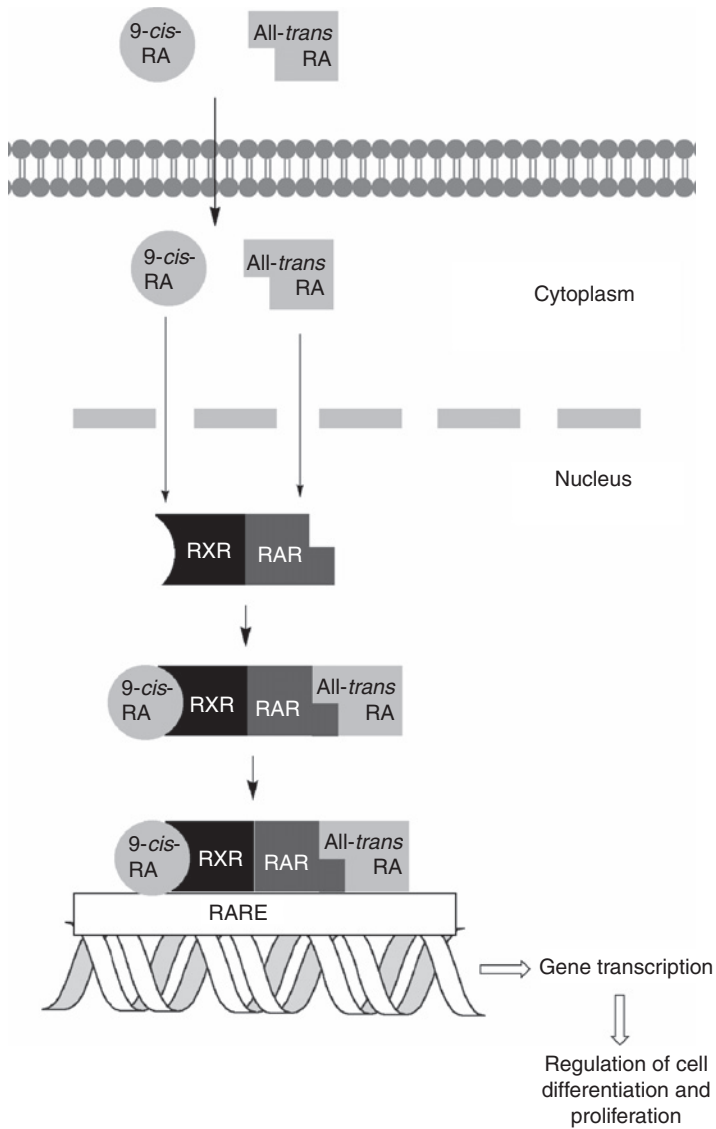 9-cis-
RA
All-trans
RA
9-cis-
RA
All-trans
RA
Cytoplasm
Nucleus
RXR
RAR
9-cis-
RA
RXR
RAR
All-trans
RA
9-cis-
RA
RXR
RAR
All-trans
RA
RARE
Gene transcription
Regulation of cell
differentiation and
proliferation